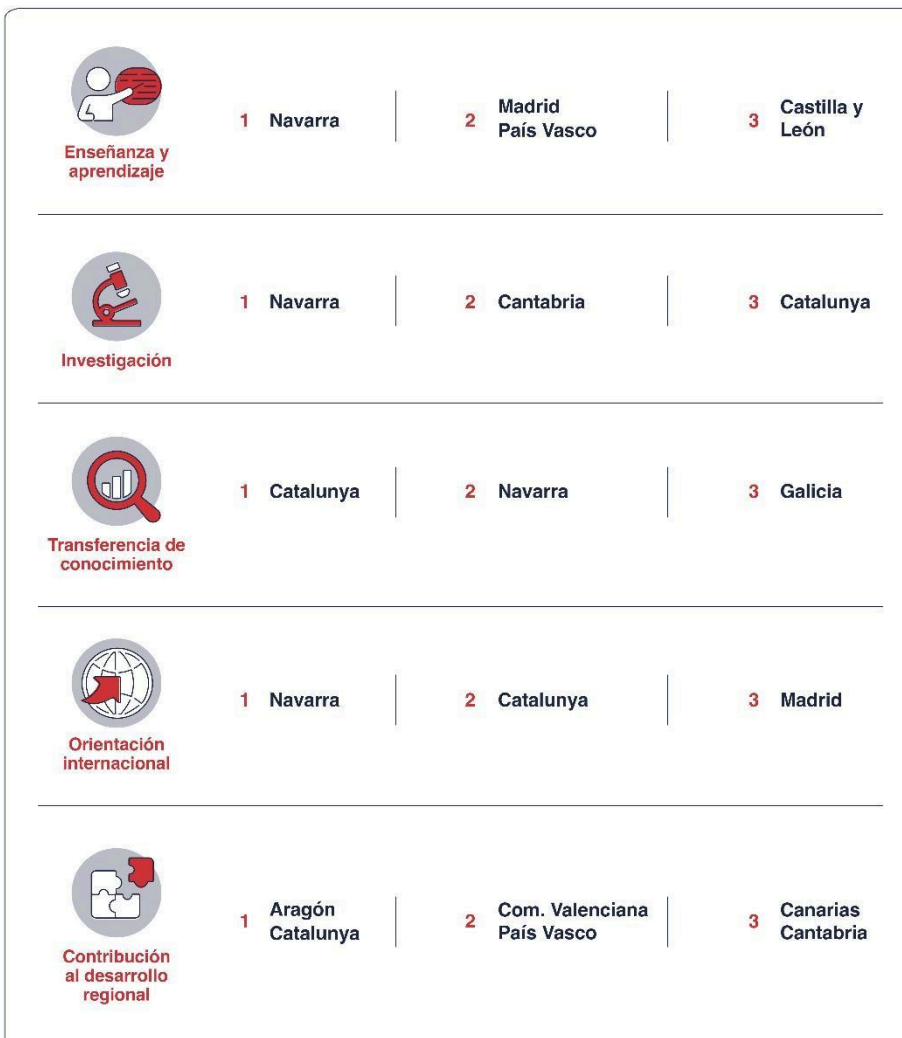 Enseñanza y
aprendizaje
1 Navarra
2 Madrid
País Vasco
3 Castilla y
León
Investigación
1 Navarra
2 Cantabria
3 Catalunya
Transferencia de
conocimiento
1 Catalunya
2 Navarra
3 Galicia
Orientación
internacional
1 Navarra
2 Catalunya
3 Madrid
Contribución
al desarrollo
regional
1 Aragón
Catalunya
2 Com. Valenciana
País Vasco
3 Canarias
Cantabria